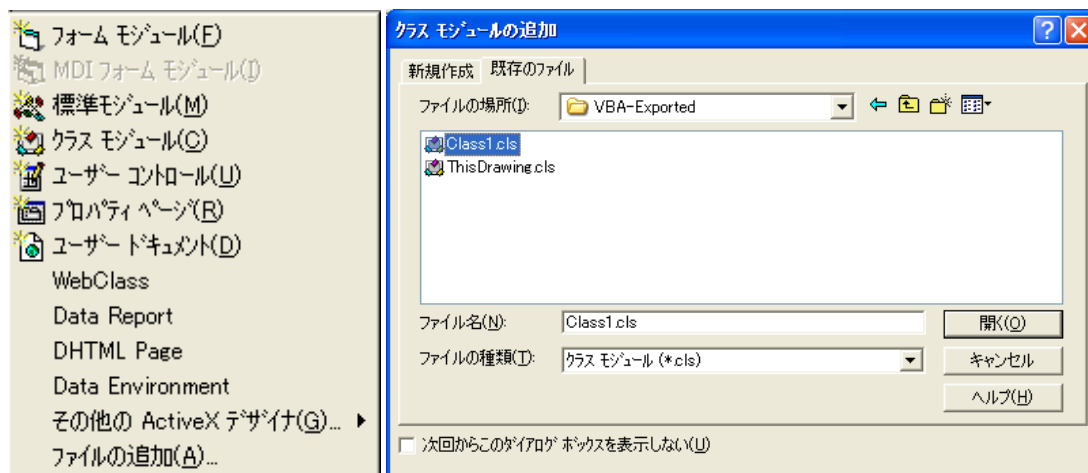 フォーム モジュール(F)
MDI フォーム モジュール(I)
標準モジュール(M)
クラス モジュール(C)
ユーザー コントロール(U)
プロパティ ページ(R)
ユーザー ドキュメント(D)
WebClass
Data Report
DHTML Page
Data Environment
その他の ActiveX デザイナ(G)...
ファイルの追加(A)...
クラス モジュールの追加
新規作成 既存のファイル
ファイルの場所(I): VBA-Exported
Class1.cls
ThisDrawing.cls
ファイル名(N): Class1.cls 開く(O)
ファイルの種類(T): クラス モジュール (*.cls) キャンセル
ヘルプ(H)
次回からこのダイアログ ボックスを表示しない(U)